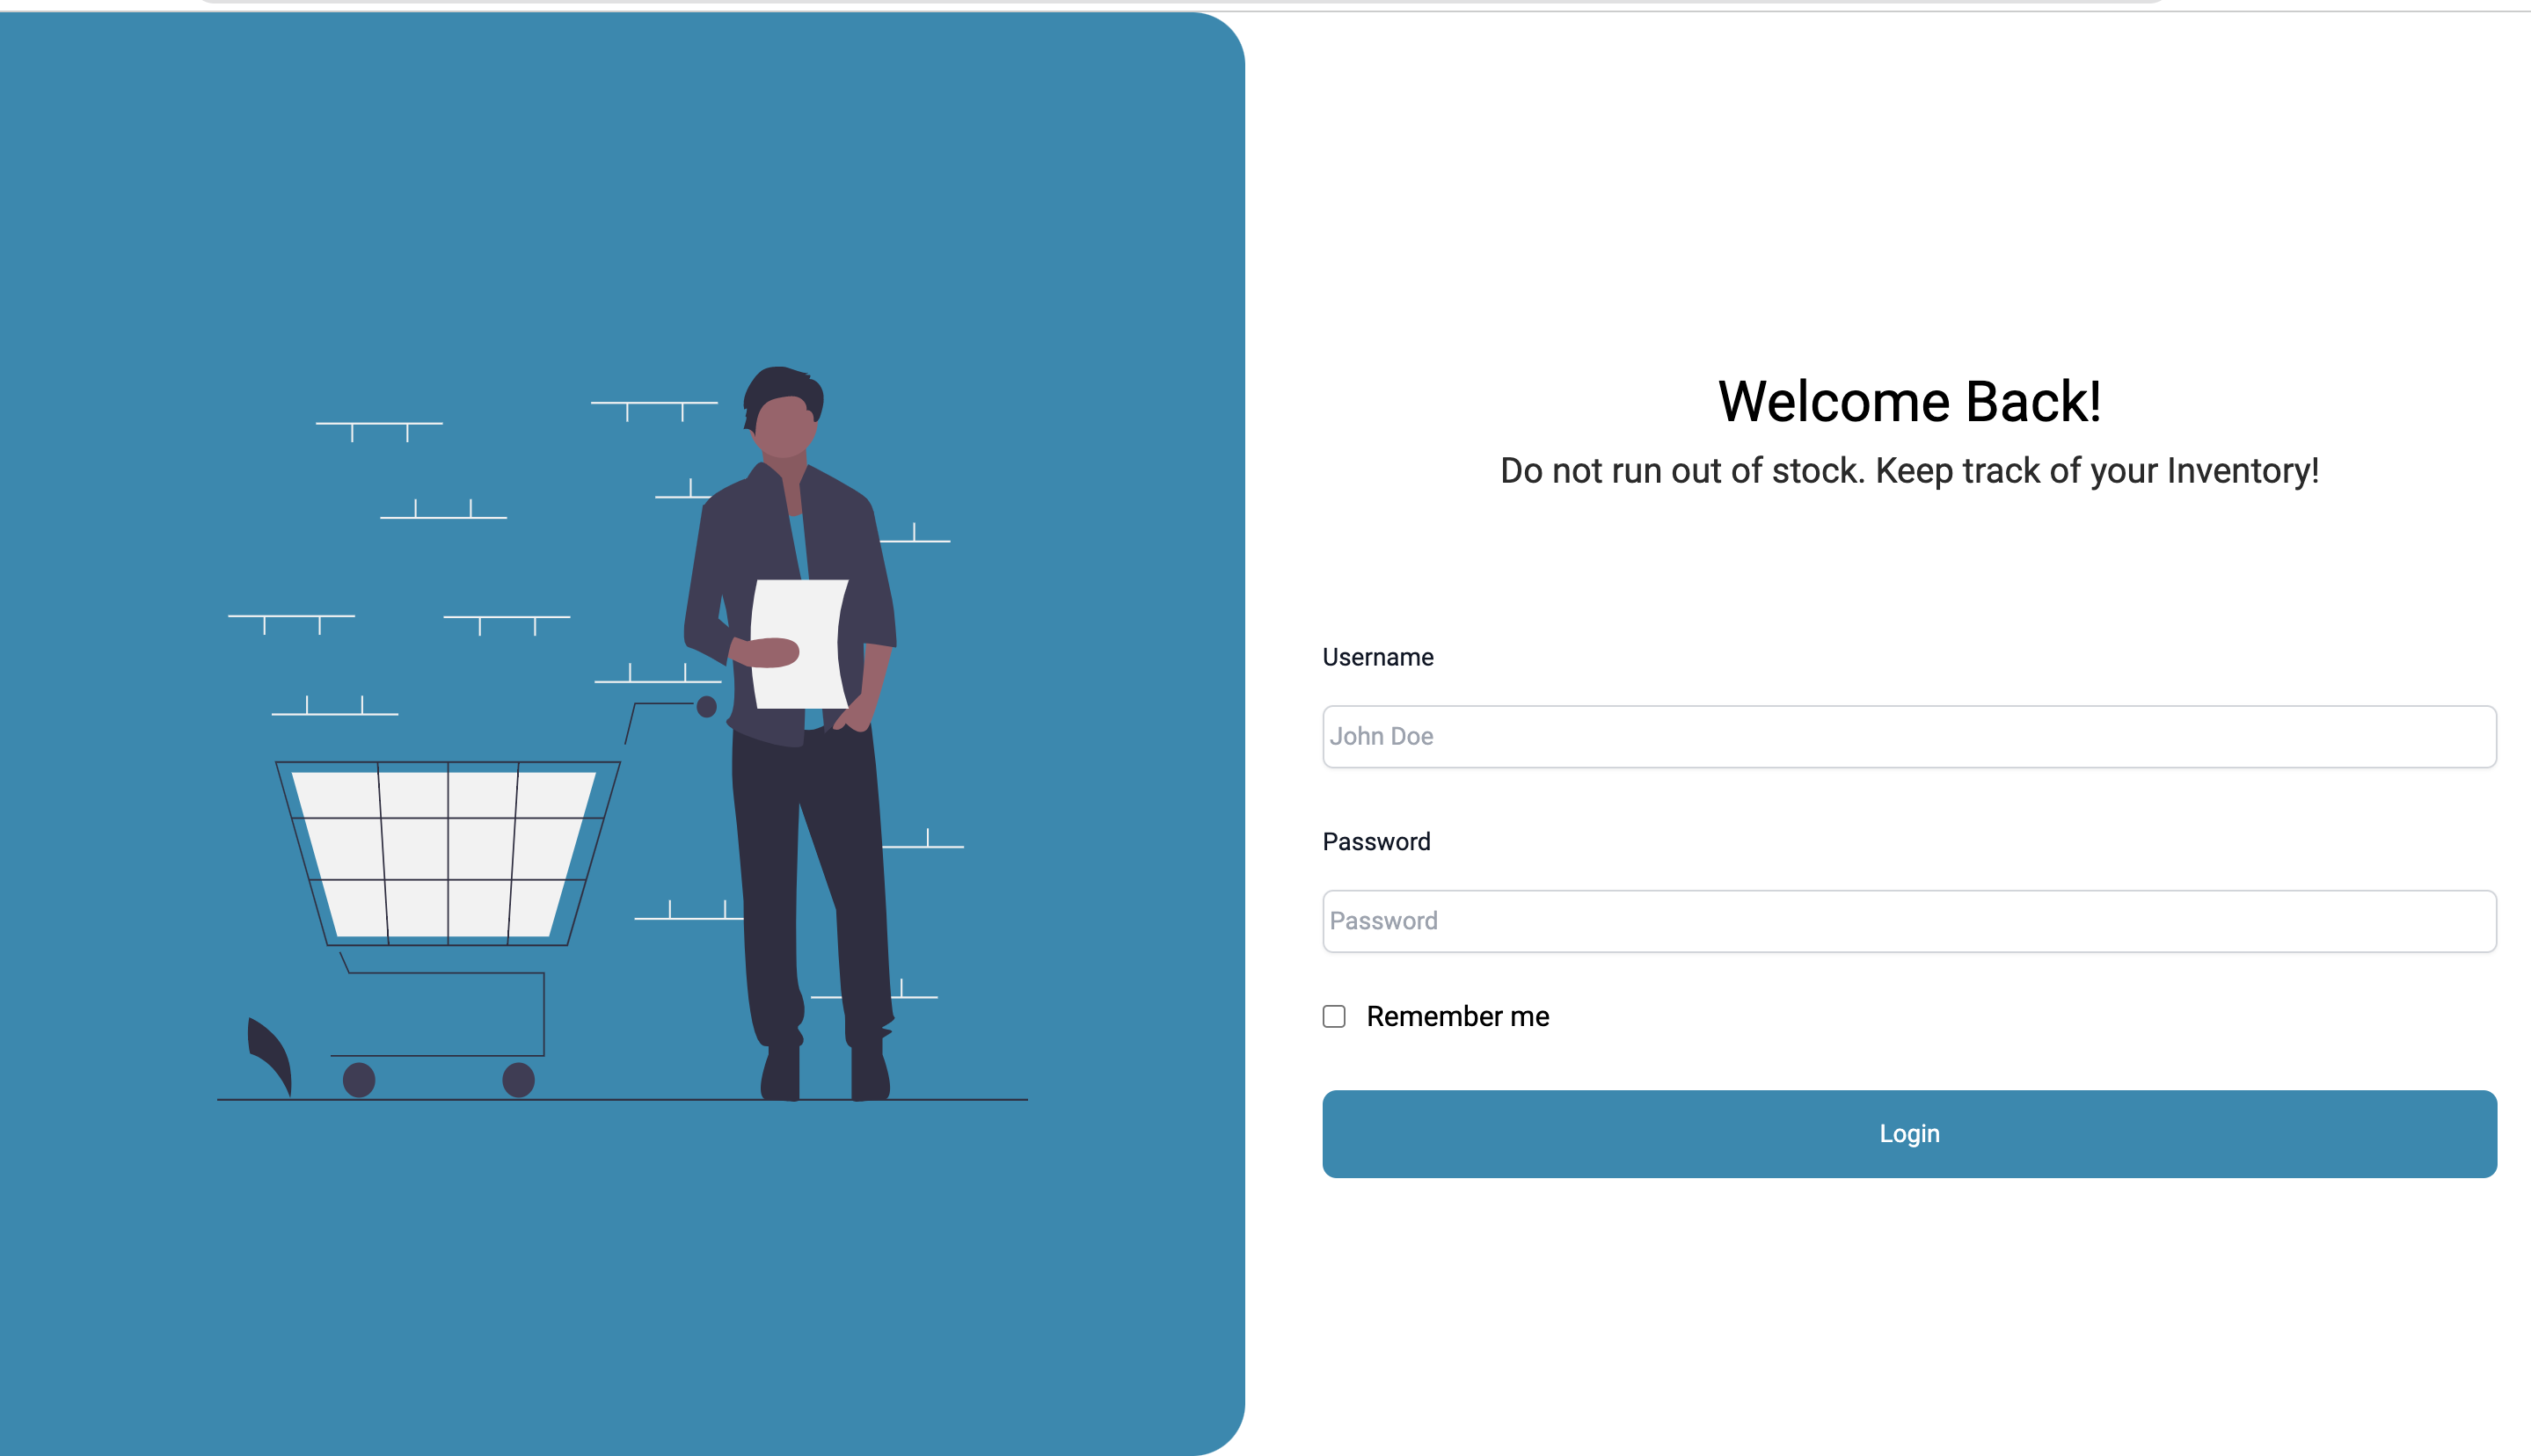 Welcome Back!
Do not run out of stock. Keep track of your Inventory!
Username
John Doe
Password
Password
Remember me
Login